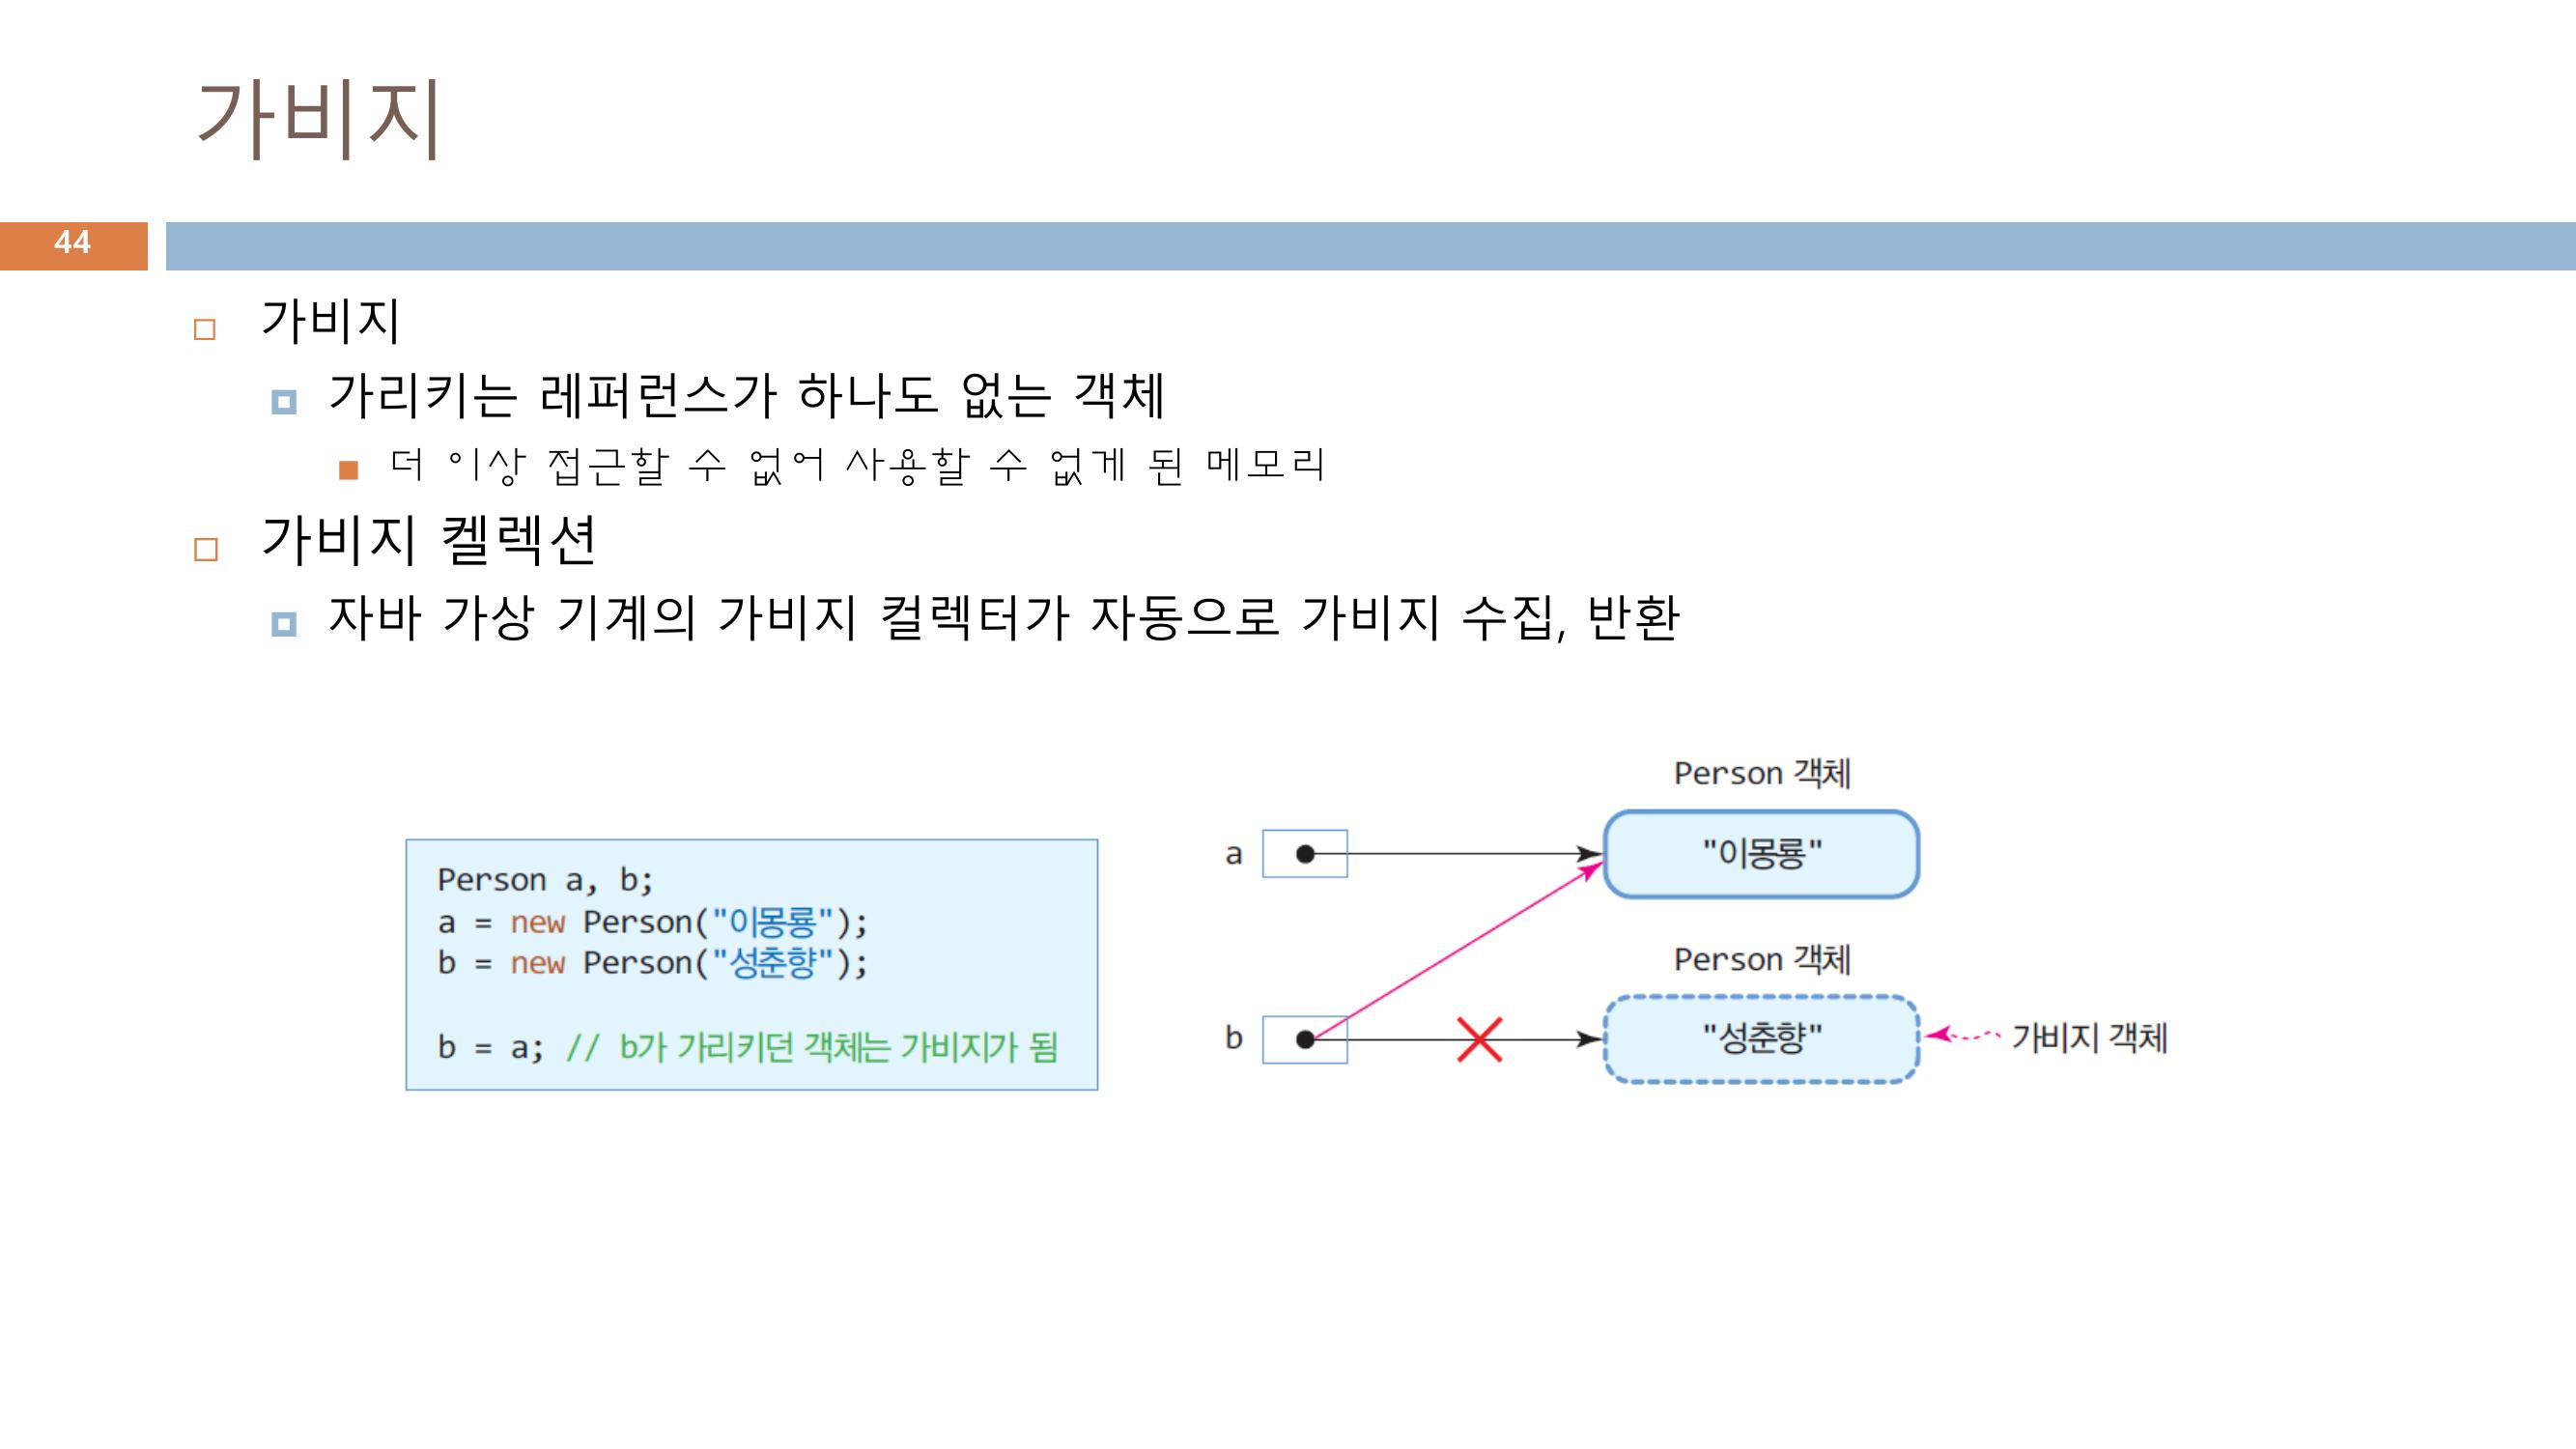 가비지
44
가비지
가리키는 레퍼런스가 하나도 없는 객체
더 이상 접근할 수 없어 사용할 수 없게 된 메모리
가비지 켈렉션
자바 가상 기계의 가비지 컬렉터가 자동으로 가비지 수집, 반환
Person a, b;
a = new Person("이몽룡");
b = new Person("성춘향");
b = a; // b가 가리키던 객체는 가비지가 됨
Person 객체
a
"이몽룡"
Person 객체
b
"성춘향"
가비지 객체